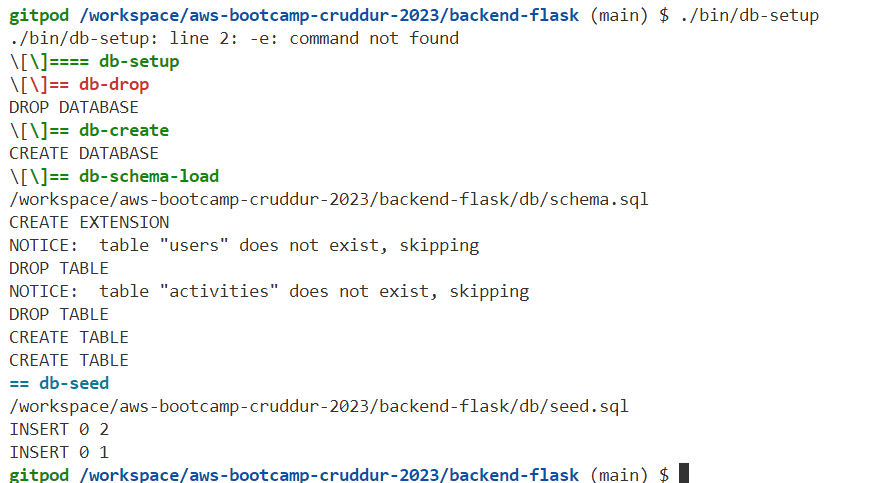 gitpod /workspace/aws-bootcamp-cruddur-2023/backend-flask (main) $ ./bin/db-setup
./bin/db-setup: line 2: -e: command not found
\[\]==== db-setup
\[\]== db-drop
DROP DATABASE
\[\]== db-create
CREATE DATABASE
\[\]== db-schema-load
/workspace/aws-bootcamp-cruddur-2023/backend-flask/db/schema.sql
CREATE EXTENSION
NOTICE:  table "users" does not exist, skipping
DROP TABLE
NOTICE:  table "activities" does not exist, skipping
DROP TABLE
CREATE TABLE
CREATE TABLE
== db-seed
/workspace/aws-bootcamp-cruddur-2023/backend-flask/db/seed.sql
INSERT 0 2
INSERT 0 1
gitpod /workspace/aws-bootcamp-cruddur-2023/backend-flask (main) $